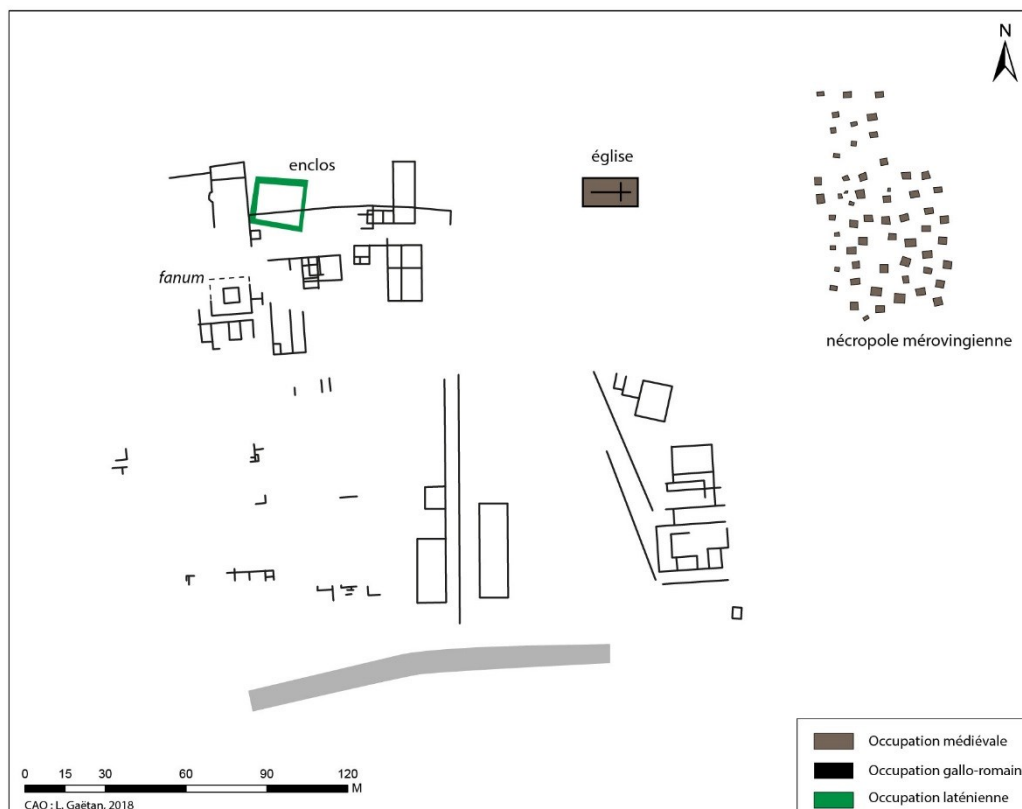 N
enclos
église
fanum
nécropole mérovingienne
Occupation médiévale
Occupation gallo-romain
Occupation laténienne
0 15 30 60 90 120
M
CAO : L. Gaëtan, 2018